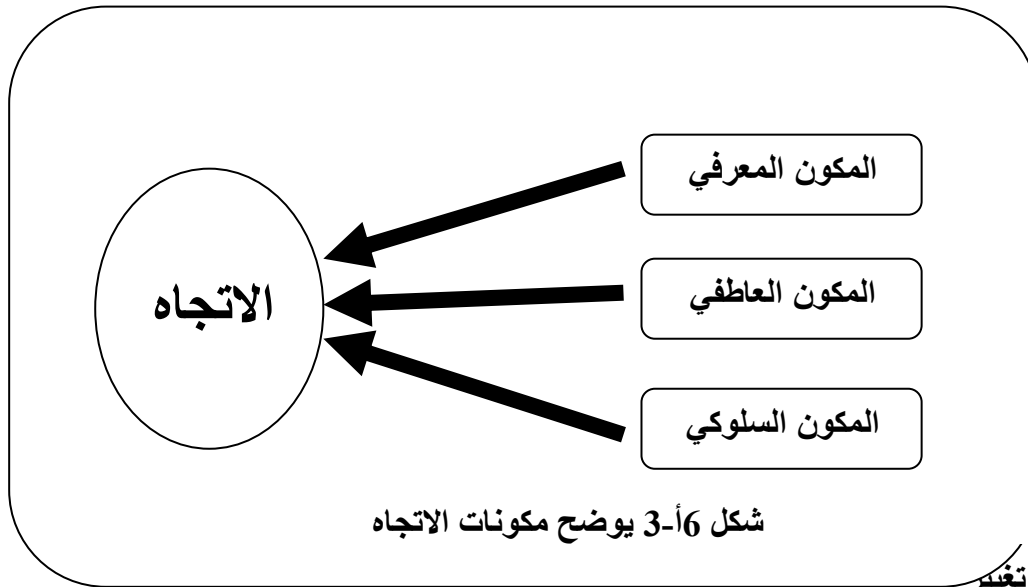 المكون المعرفي
المكون العاطفي
الاتجاه
المكون السلوكي
شكل 6أ-3 يوضح مكونات الاتجاه